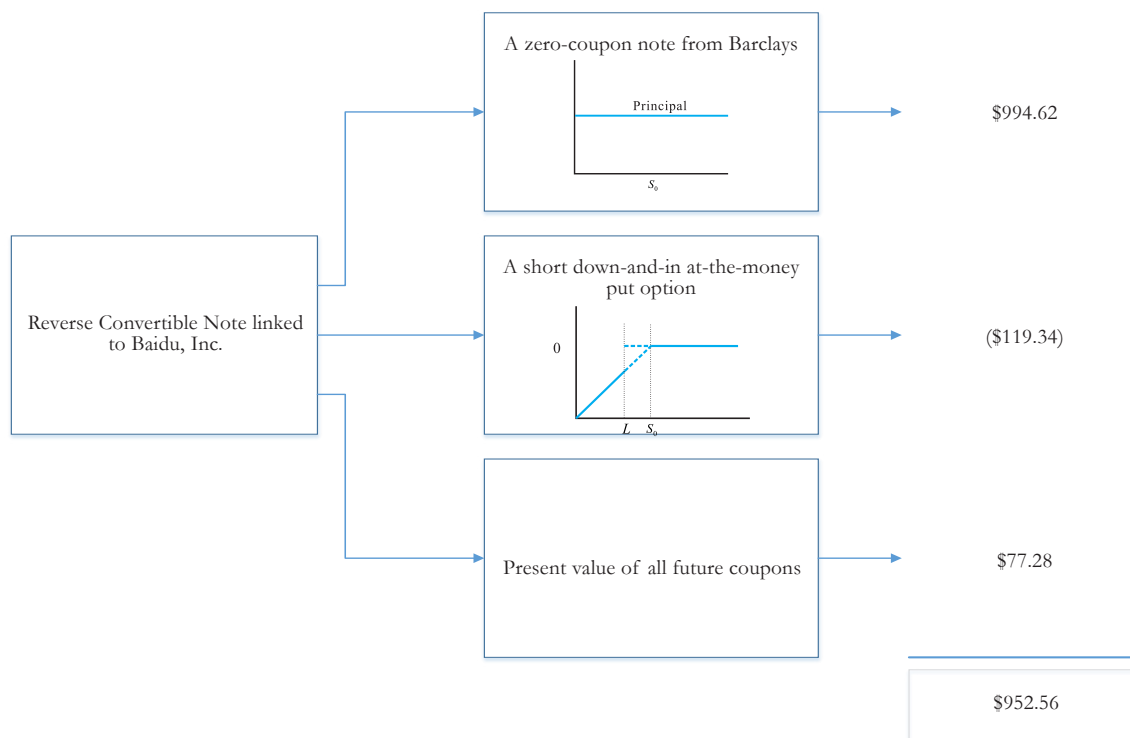 A zero-coupon note from Barclays
Principal
S₀
$994.62
Reverse Convertible Note linked
to Baidu, Inc.
A short down-and-in at-the-money
put option
0
L S₀
($119.34)
Present value of all future coupons
$77.28
$952.56